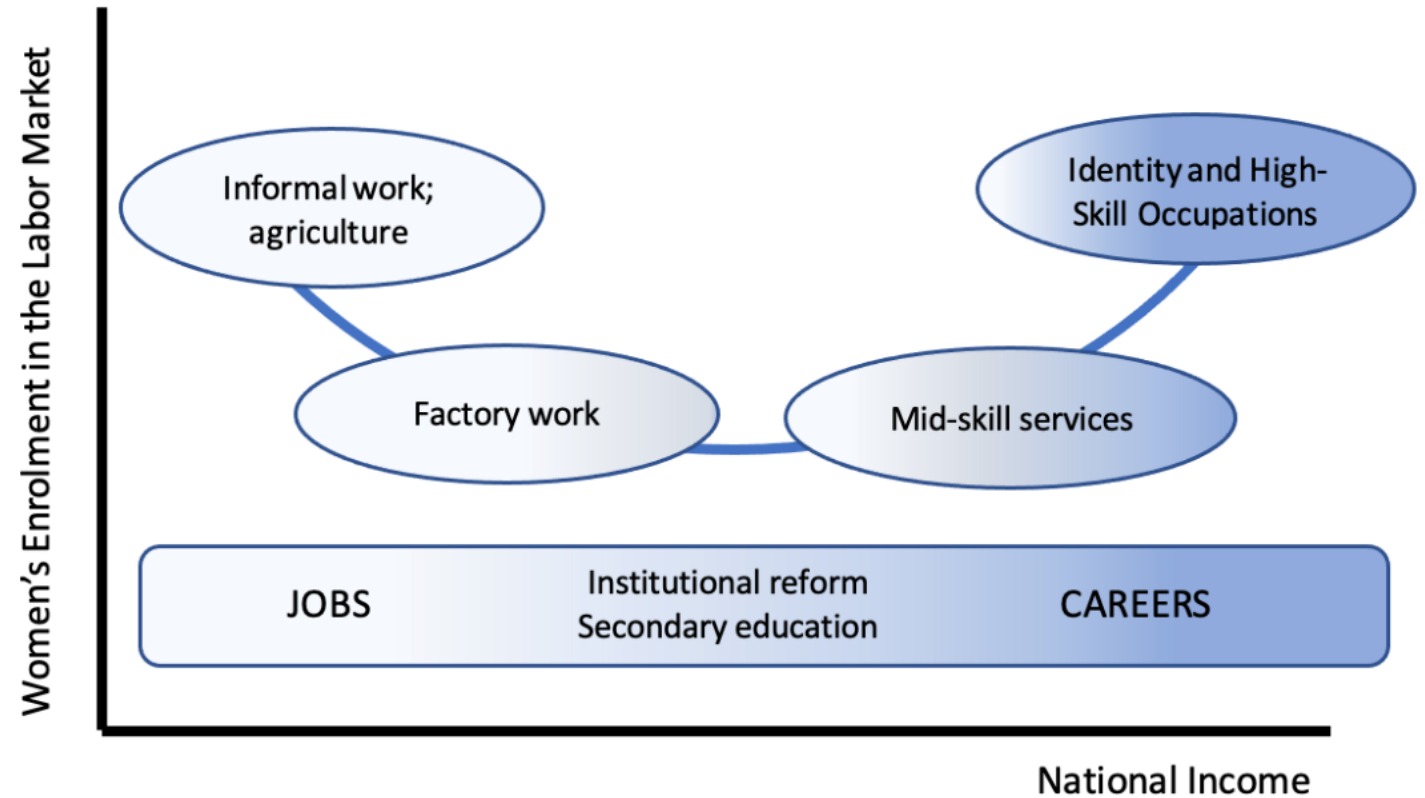 Women's Enrolment in the Labor Market
Informal work;
agriculture
Identity and High-
Skill Occupations
Factory work
Mid-skill services
JOBS
Institutional reform
Secondary education
CAREERS
National Income